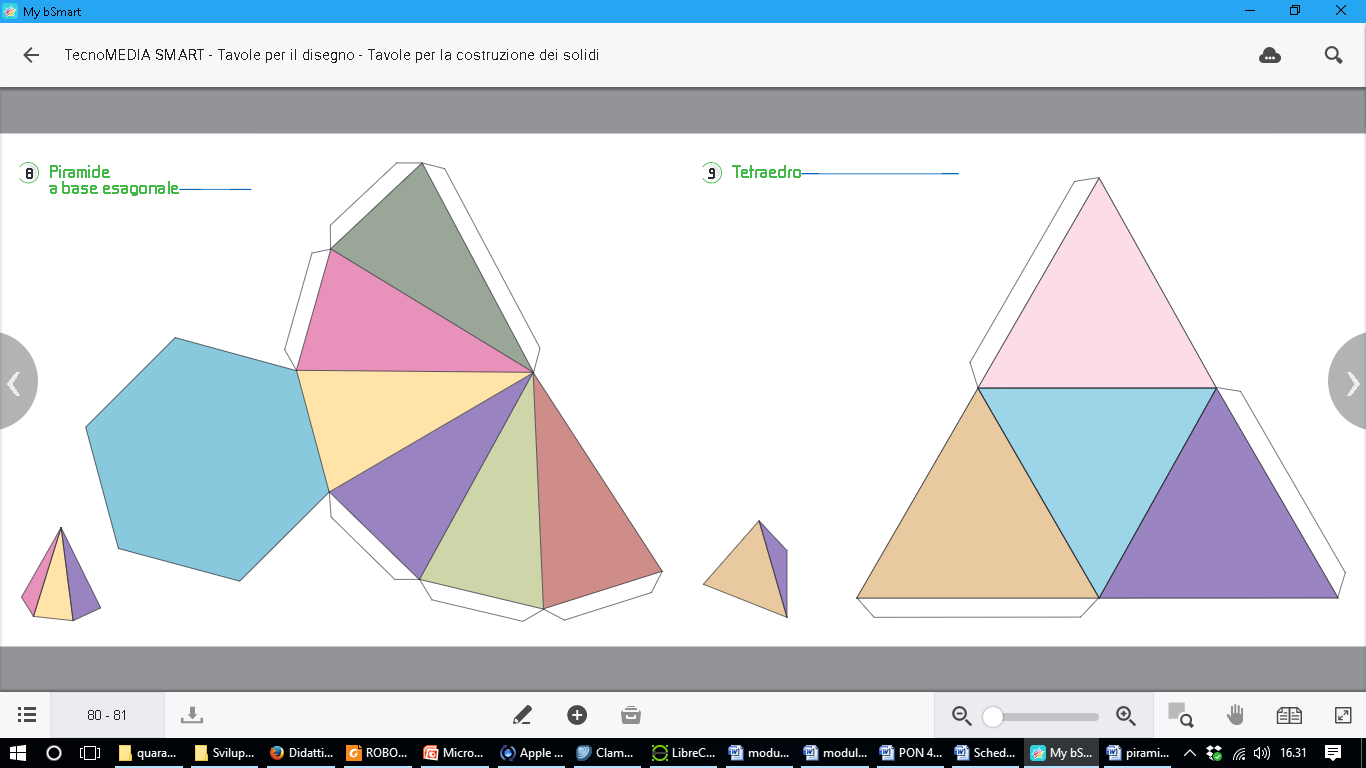 My bSmart
TecnoMEDIA SMART - Tavole per il disegno - Tavole per la costruzione dei solidi
8 Piramide
a base esagonale
9 Tetraedro
80 - 81
quara...
Svilup...
Didatti...
ROBO...
Micro...
Apple ...
Clam...
LibreC...
modu...
modul...
PON 4...
Sched...
My bS...
pirami...
16.31